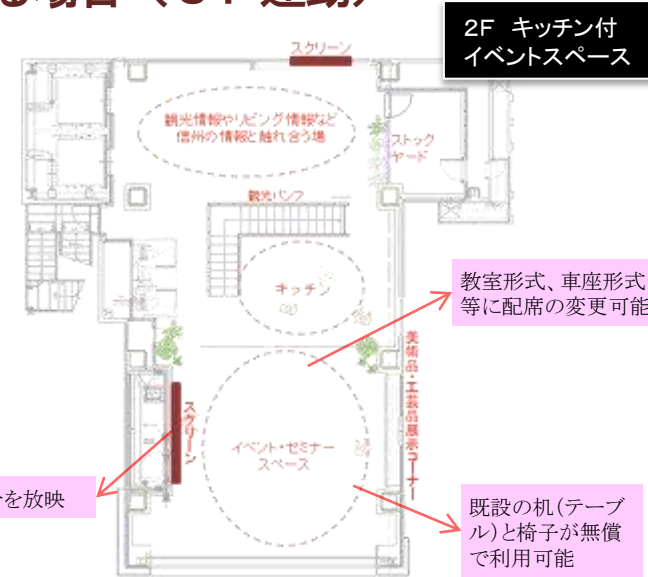 場合
連動
2F キッチン付
イベントスペース
スクリーン
観光情報やリビング情報など
信州の情報と触れ合う場
ストック
ヤード
観光パンフ
キッチン
教室形式、車座形式
等に配席の変更可能
美術品・工芸品展示コーナー
スクリーン
イベント・セミナー
スペース
を放映
既設の机(テーブ
ル)と椅子が無償
で利用可能